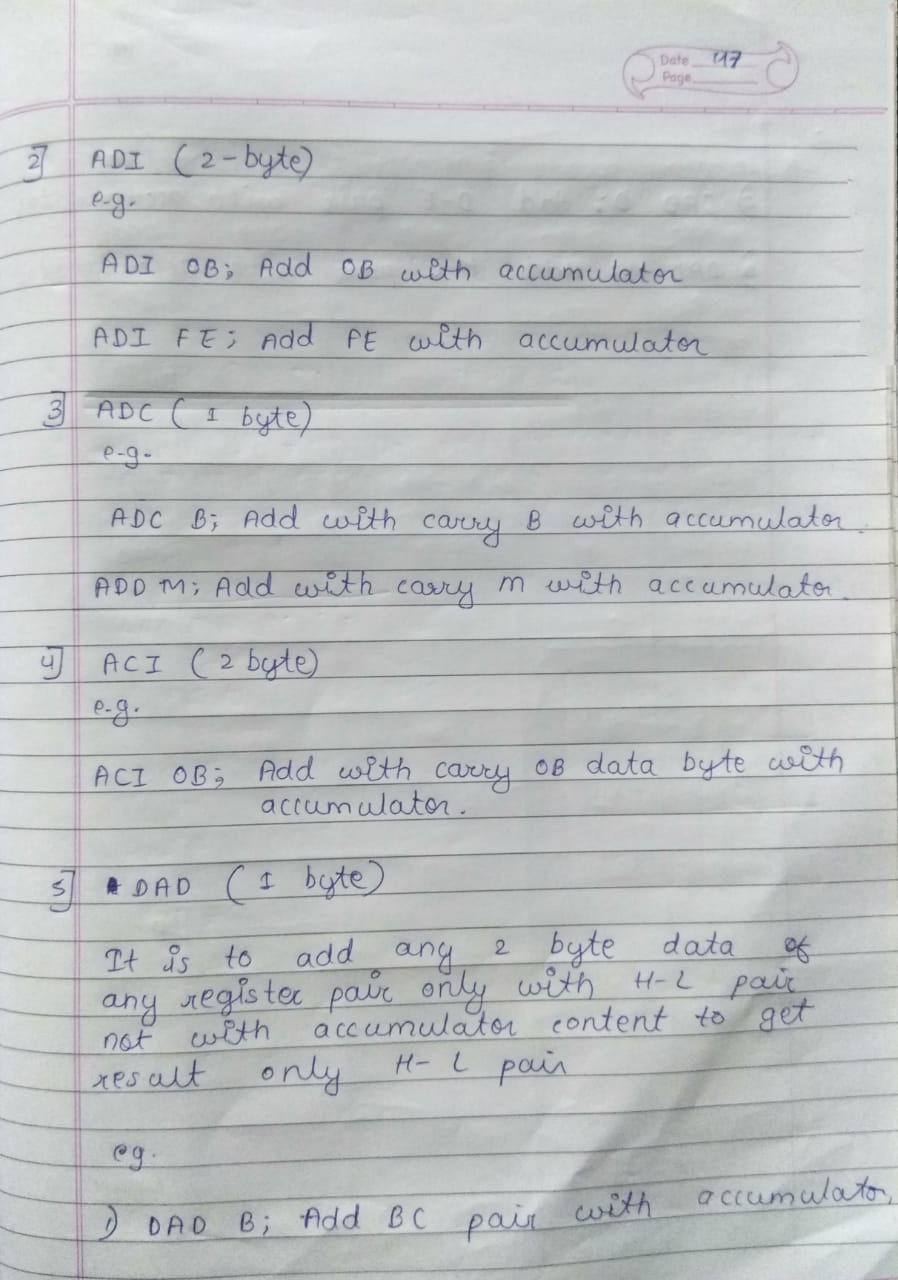 Date 47
Page
2] ADI (2-byte)
e.g.
ADI OB; Add OB with accumulator
ADI FE; Add FE with accumulator
3] ADC (1 byte)
e.g.
ADC B; Add with carry B with accumulator.
ADD M; Add with carry M with accumulator.
4] ACI (2 byte)
e.g.
ACI OB; Add with carry OB data byte with
accumulator.
5] DAD (1 byte)
It is to add any 2 byte data of
any register pair only with H-L pair
not with accumulator content to get
result only H-L pair
eg.
1) DAD B; Add BC pair with accumulator,